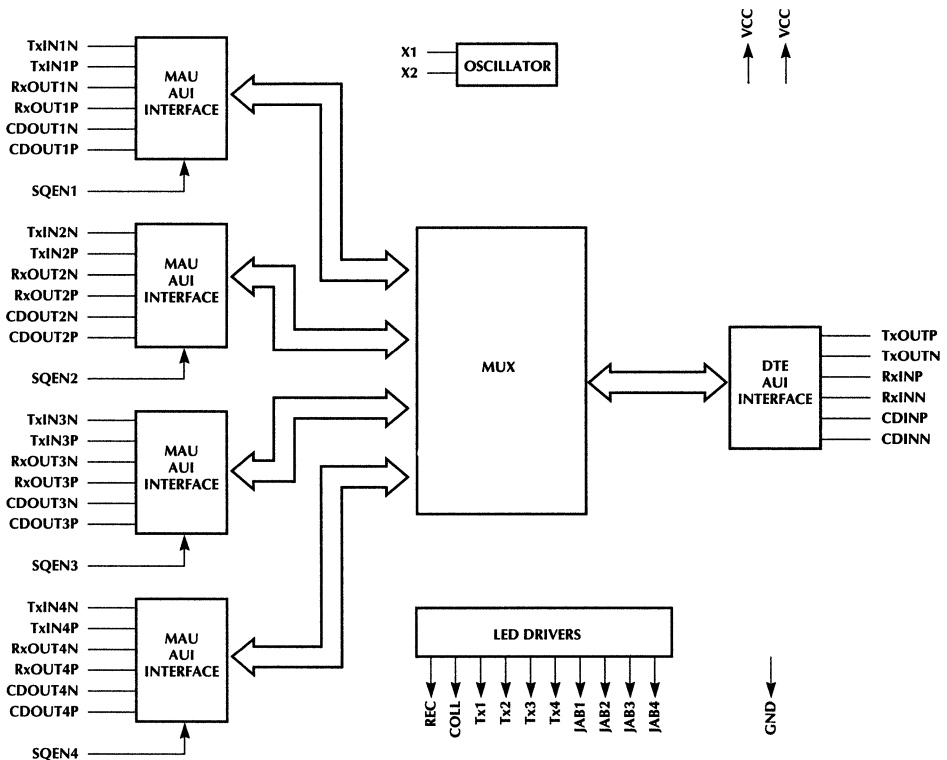 TxIN1N
TxIN1P
RxOUT1N
RxOUT1P
CDOUT1N
CDOUT1P
SQEN1
MAU
AUI
INTERFACE
TxIN2N
TxIN2P
RxOUT2N
RxOUT2P
CDOUT2N
CDOUT2P
SQEN2
MAU
AUI
INTERFACE
TxIN3N
TxIN3P
RxOUT3N
RxOUT3P
CDOUT3N
CDOUT3P
SQEN3
MAU
AUI
INTERFACE
TxIN4N
TxIN4P
RxOUT4N
RxOUT4P
CDOUT4N
CDOUT4P
SQEN4
MAU
AUI
INTERFACE
X1
X2
OSCILLATOR
VCC
VCC
MUX
DTE
AUI
INTERFACE
TxOUTP
TxOUTN
RxINP
RxINN
CDINP
CDINN
LED DRIVERS
REC
COLL
Tx1
Tx2
Tx3
Tx4
JAB1
JAB2
JAB3
JAB4
GND